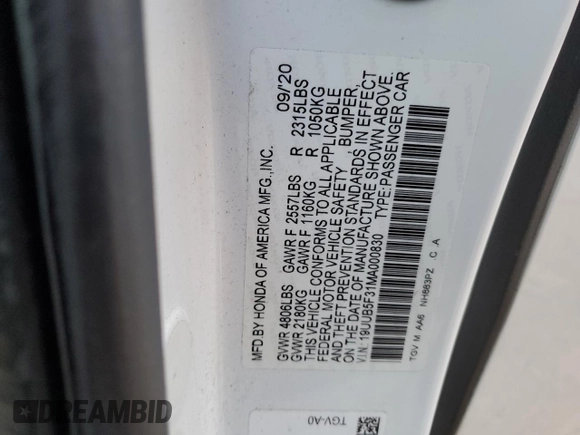 MFD BY HONDA OF AMERICA MFG.,INC. 09/'20
GVWR 4806LBS GAWR F 2557LBS R 2315LBS
GVWR 2180KG GAWR F 1160KG R 1050KG
THIS VEHICLE CONFORMS TO ALL APPLICABLE
FEDERAL MOTOR VEHICLE SAFETY , BUMPER,
AND THEFT PREVENTION STANDARDS IN EFFECT
ON THE DATE OF MANUFACTURE SHOWN ABOVE.
V.I.N. 19UUB5F31MA000830 TYPE:PASSENGER CAR
TGV M AA6 NH883PZ C A
TGV-A0
DREAMBID